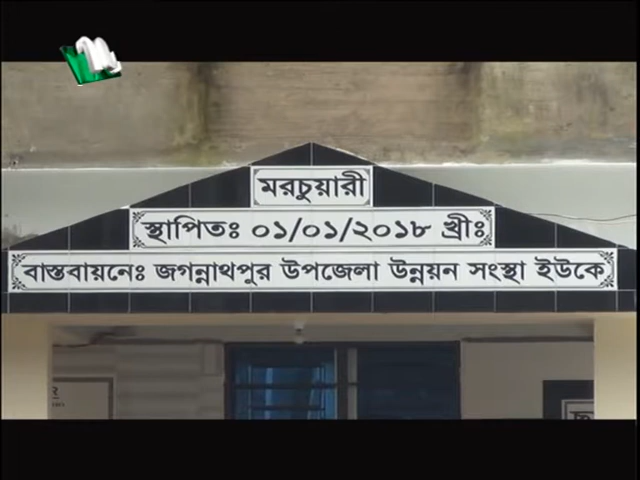 মরচুয়ারী
স্থাপিতঃ ০১/০১/২০১৮ খ্রীঃ
বাস্তবায়নেঃ জগন্নাথপুর উপজেলা উন্নয়ন সংস্থা ইউকে